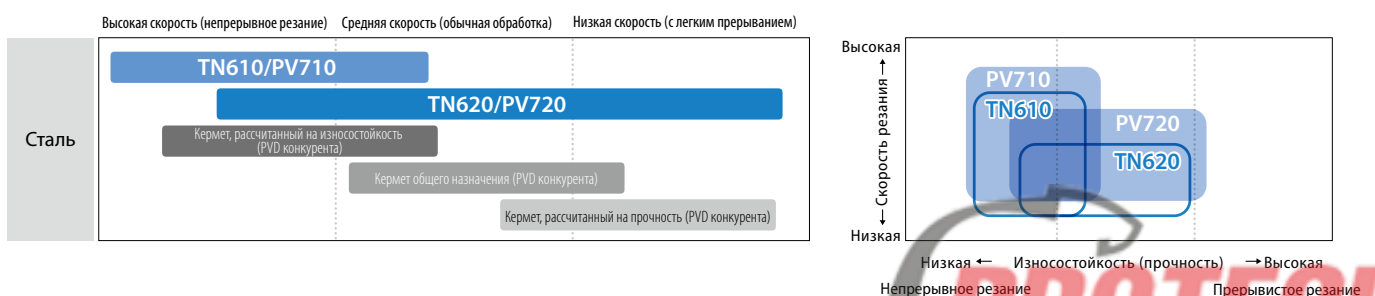 Высокая скорость (непрерывное резание)
Средняя скорость (обычная обработка)
Низкая скорость (с легким прерыванием)
Сталь
TN610/PV710
TN620/PV720
Кермет, рассчитанный на износостойкость
(PVD конкурента)
Кермет общего назначения (PVD конкурента)
Кермет, рассчитанный на прочность (PVD конкурента)
Высокая
← Скорость резания →
Низкая
PV710
TN610
PV720
TN620
Низкая ← Износостойкость (прочность) → Высокая
Непрерывное резание
Прерывистое резание